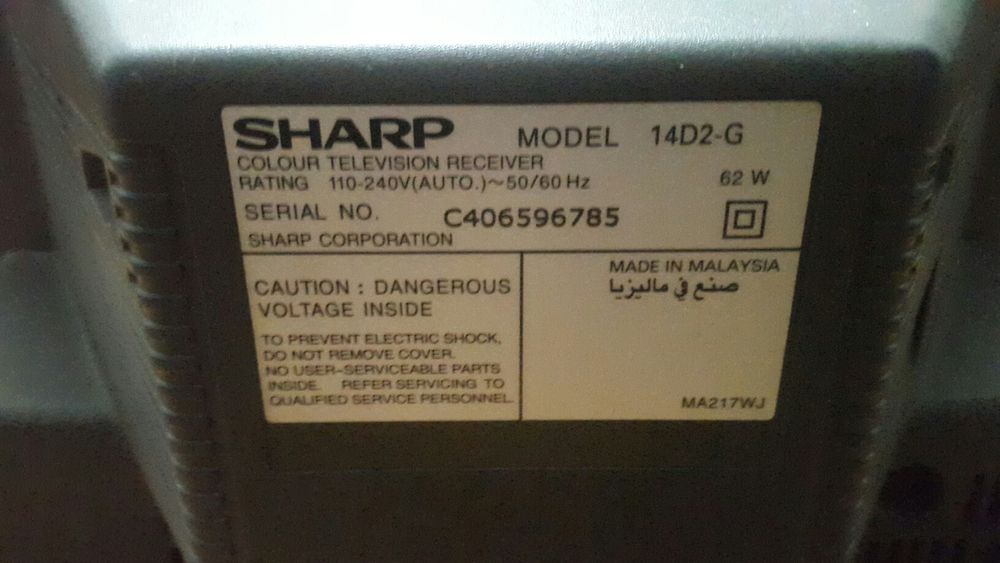 SHARP MODEL 14D2-G
COLOUR TELEVISION RECEIVER
RATING 110-240V(AUTO.)~50/60 Hz 62 W
SERIAL NO. C406596785
SHARP CORPORATION
CAUTION : DANGEROUS
VOLTAGE INSIDE
TO PREVENT ELECTRIC SHOCK,
DO NOT REMOVE COVER.
NO USER-SERVICEABLE PARTS
INSIDE. REFER SERVICING TO
QUALIFIED SERVICE PERSONNEL.
MADE IN MALAYSIA
صنع في ماليزيا
MA217WJ